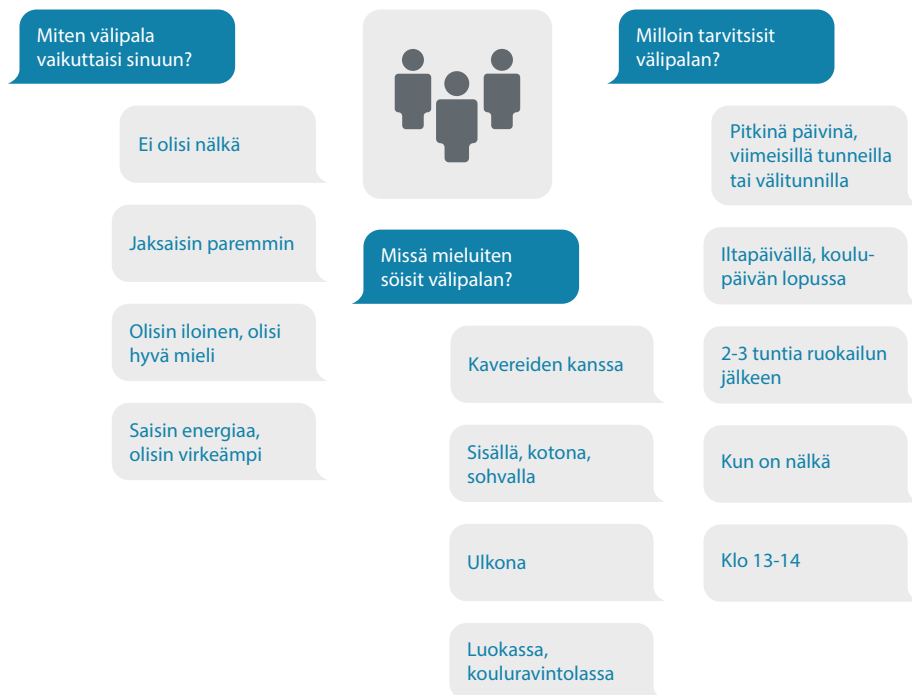 Miten välipala
vaikuttaisi sinuun?
Ei olisi nälkä
Jaksaisin paremmin
Olisin iloinen, olisi
hyvä mieli
Saisin energiaa,
olisin virkeämpi
Missä mieluiten
söisit välipalan?
Kavereiden kanssa
Sisällä, kotona,
sohvalla
Ulkona
Luokassa,
kouluravintolassa
Milloin tarvitsisit
välipalan?
Pitkinä päivinä,
viimeisillä tunneilla
tai välitunnilla
Iltapäivällä, koulu-
päivän lopussa
2-3 tuntia ruokailun
jälkeen
Kun on nälkä
Klo 13-14